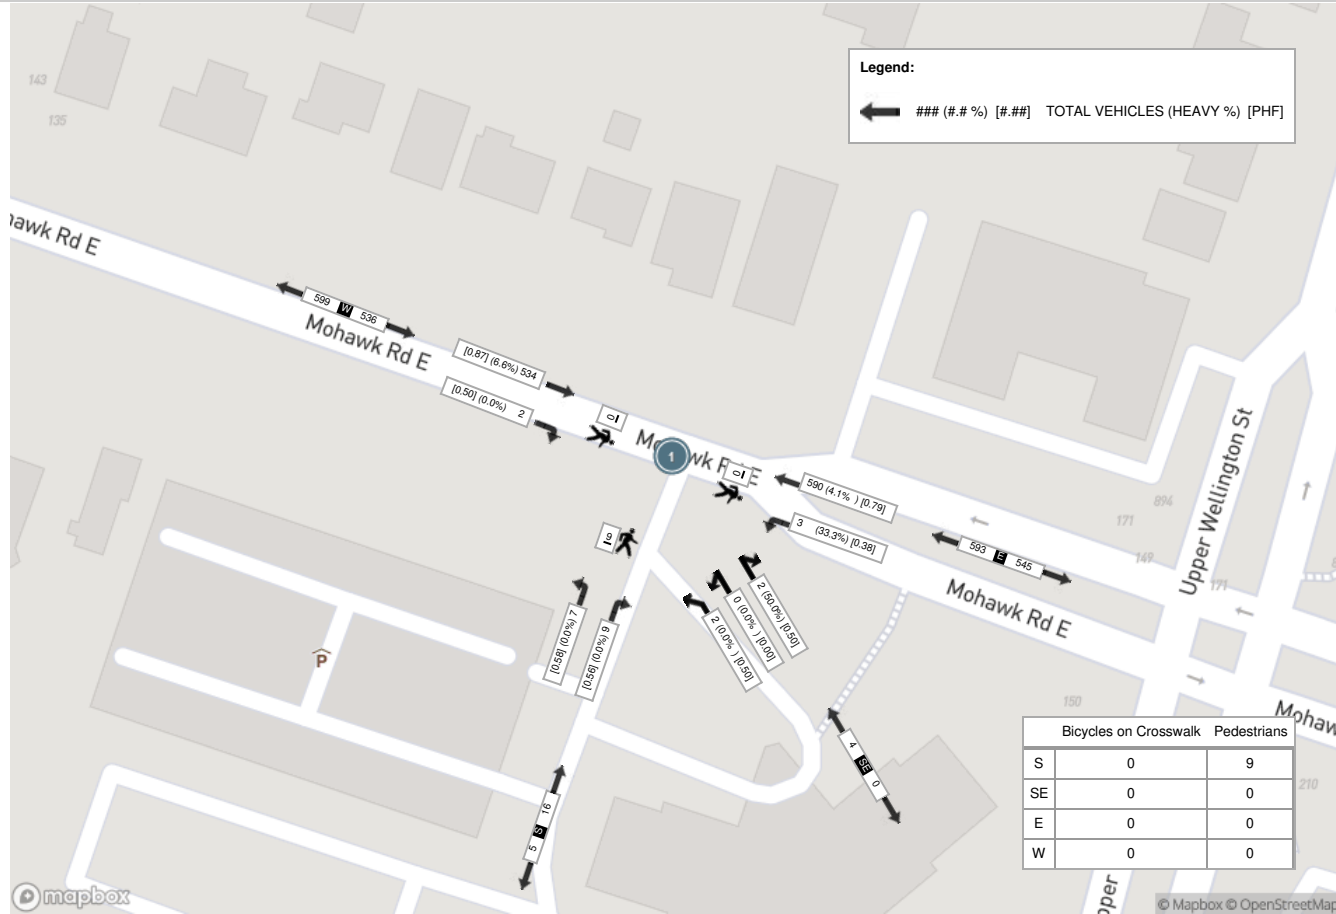 Legend:
### (#.# %) [#.##] TOTAL VEHICLES (HEAVY %) [PHF]
143
135
hawk Rd E
599 W 536
Mohawk Rd E
[0.87] (6.6%) 534
[0.50] (0.0%) 2
0
Mohawk Rd E
1
0
590 (4.1% ) [0.79]
3 (33.3%) [0.38]
593 E 545
Mohawk Rd E
Upper Wellington St
894
171
149
171
9
[0.58] (0.0%) 7
[0.56] (0.0%) 9
2 (0.0% ) [0.50]
0 (0.0% ) [0.00]
2 (50.0%) [0.50]
P
4 SE 0
5 S 16
150
Mohaw
210
Bicycles on Crosswalk Pedestrians
S 0 9
SE 0 0
E 0 0
W 0 0
pper
mapbox
© Mapbox © OpenStreetMap